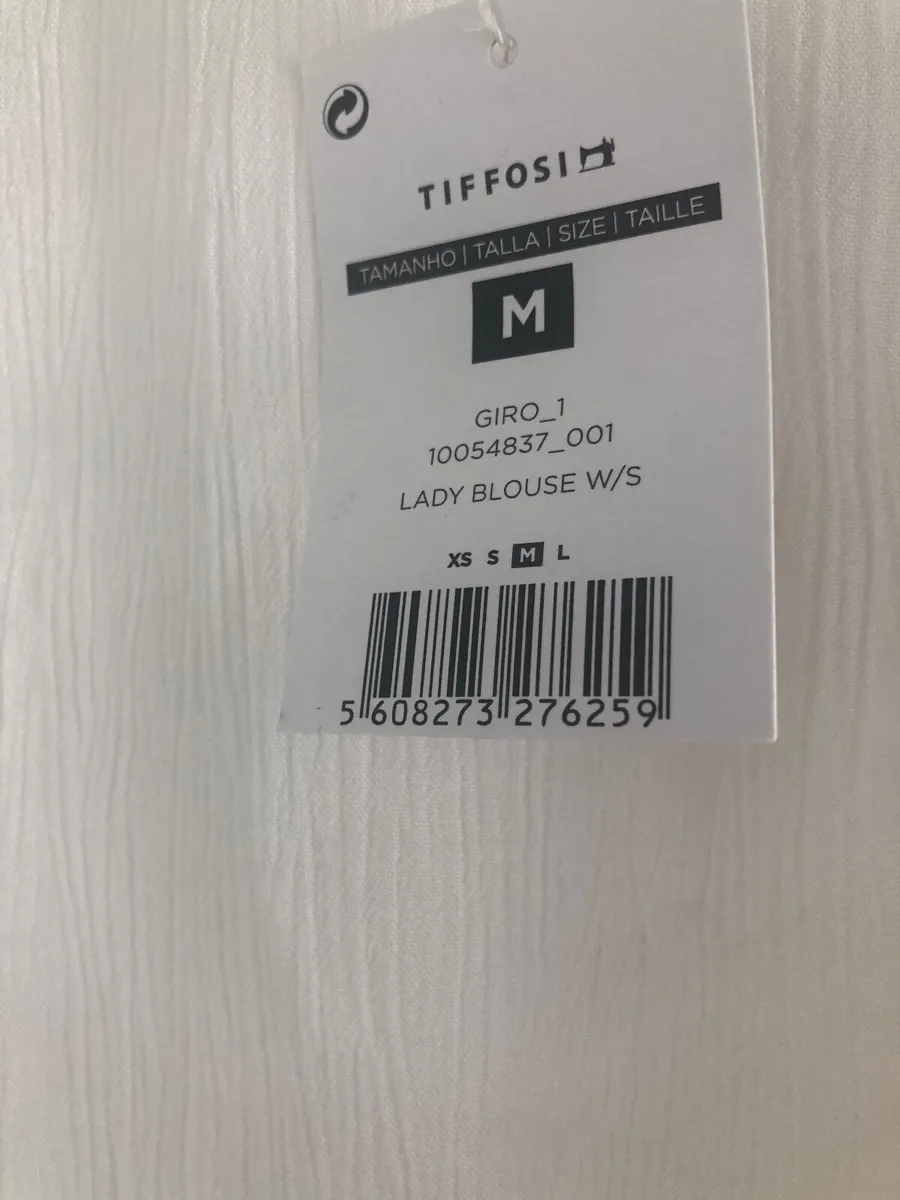 TIFFOSI
TAMANHO | TALLA | SIZE | TAILLE
M
GIRO_1
10054837_001
LADY BLOUSE W/S
XS S M L
5 608273 276259